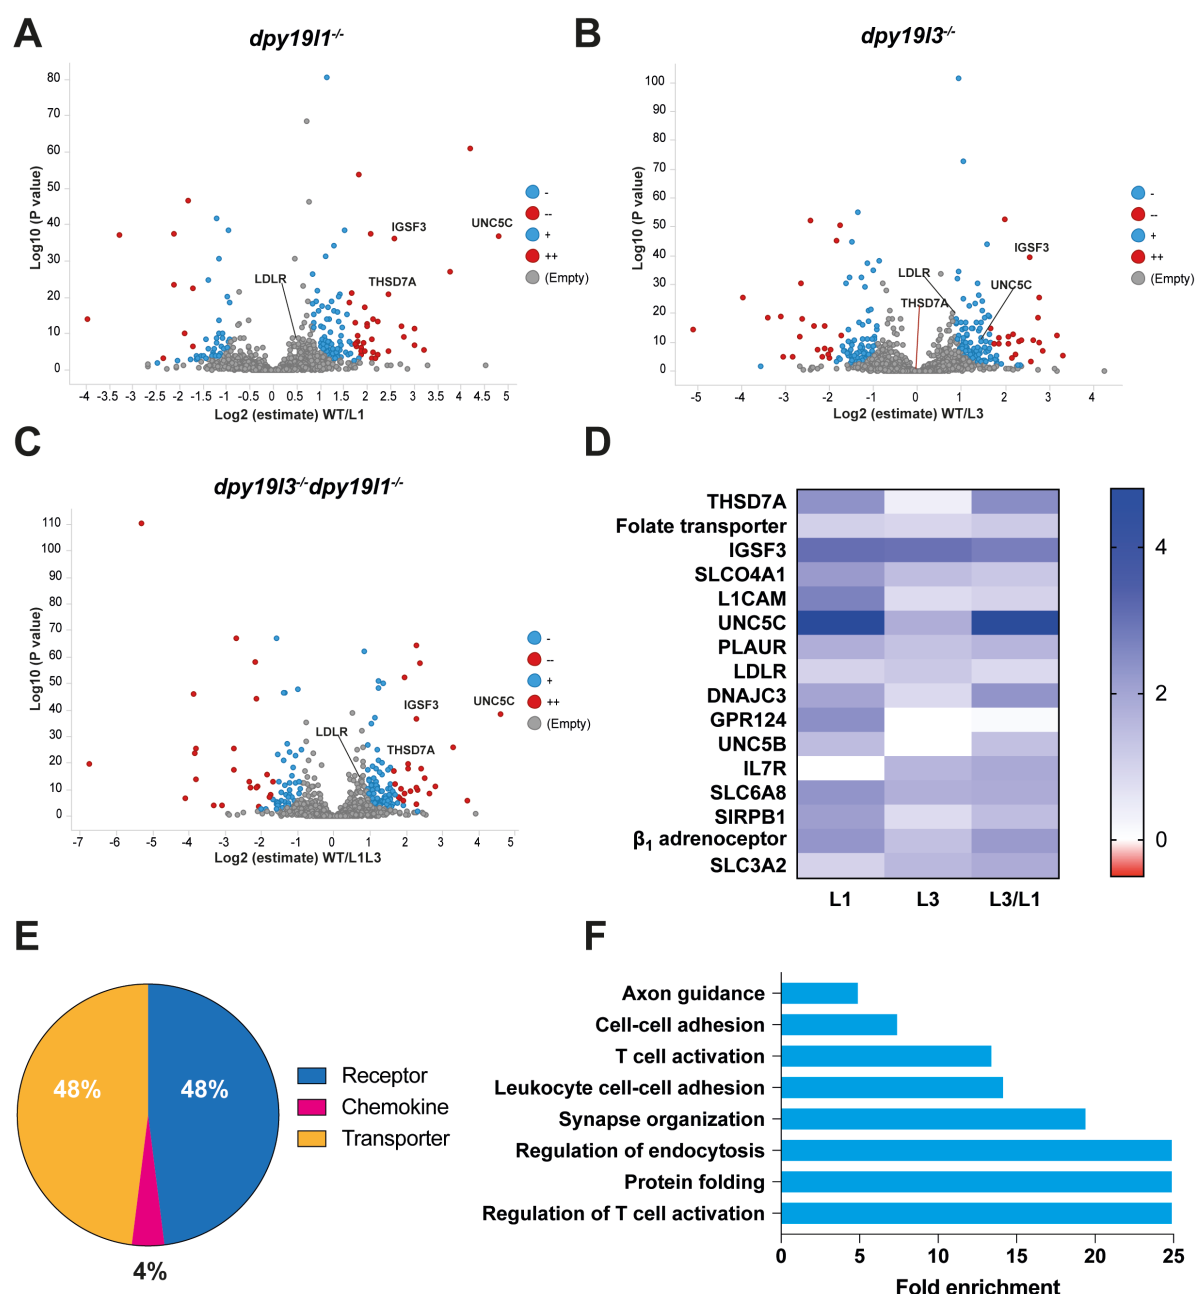 A
dpy19l1-/-
Log10 (P value)
80
70
60
50
40
30
20
10
0
IGSF3
UNC5C
LDLR
THSD7A
-4 -3.5 -3 -2.5 -2 -1.5 -1 -0.5 0 0.5 1 1.5 2 2.5 3 3.5 4 4.5 5
Log2 (estimate) WT/L1
-
--
+
++
(Empty)
B
dpy19l3-/-
Log10 (P value)
100
90
80
70
60
50
40
30
20
10
0
IGSF3
LDLR
UNC5C
THSD7A
-5 -4 -3 -2 -1 0 1 2 3 4
Log2 (estimate) WT/L3
-
--
+
++
(Empty)
C
dpy19l3-/-dpy19l1-/-
Log10 (P value)
110
100
90
80
70
60
50
40
30
20
10
0
IGSF3
UNC5C
LDLR
THSD7A
-7 -6 -5 -4 -3 -2 -1 0 1 2 3 4 5
Log2 (estimate) WT/L1L3
-
--
+
++
(Empty)
D
THSD7A
Folate transporter
IGSF3
SLCO4A1
L1CAM
UNC5C
PLAUR
LDLR
DNAJC3
GPR124
UNC5B
IL7R
SLC6A8
SIRPB1
β1 adrenoceptor
SLC3A2
L1 L3 L3/L1
4
2
0
E
48% 48%
4%
Receptor
Chemokine
Transporter
F
Axon guidance
Cell-cell adhesion
T cell activation
Leukocyte cell-cell adhesion
Synapse organization
Regulation of endocytosis
Protein folding
Regulation of T cell activation
0 5 10 15 20 25
Fold enrichment